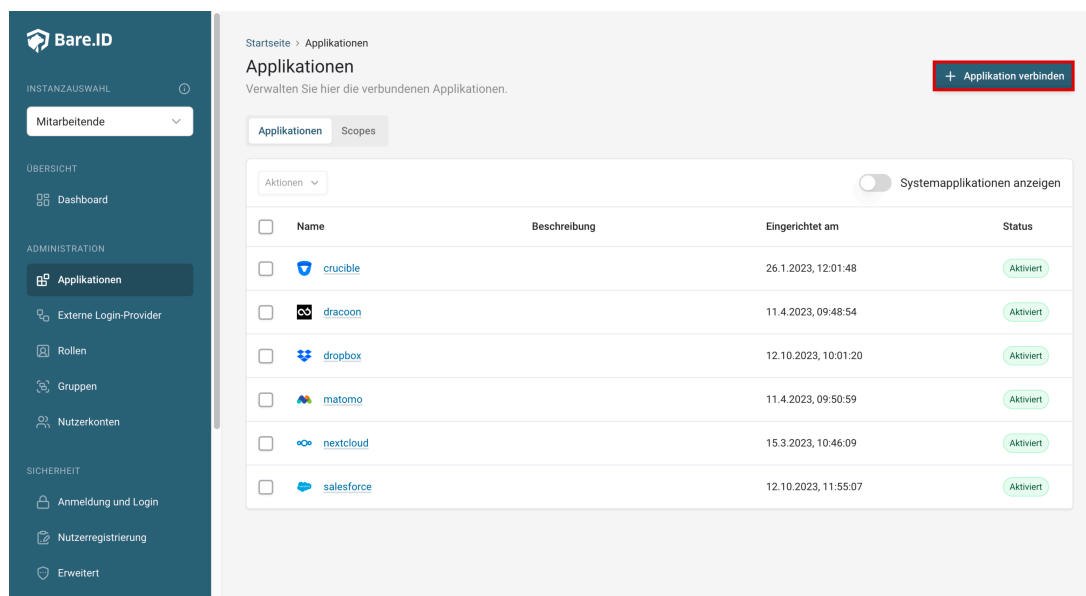 Bare.ID
INSTANZAUSWAHL
Mitarbeitende
ÜBERSICHT
Dashboard
ADMINISTRATION
Applikationen
Externe Login-Provider
Rollen
Gruppen
Nutzerkonten
SICHERHEIT
Anmeldung und Login
Nutzerregistrierung
Erweitert
Startseite > Applikationen
Applikationen
Verwalten Sie hier die verbundenen Applikationen.
+ Applikation verbinden
Applikationen Scopes
Aktionen Systemapplikationen anzeigen
Name Beschreibung Eingerichtet am Status
crucible 26.1.2023, 12:01:48 Aktiviert
dracoon 11.4.2023, 09:48:54 Aktiviert
dropbox 12.10.2023, 10:01:20 Aktiviert
matomo 11.4.2023, 09:50:59 Aktiviert
nextcloud 15.3.2023, 10:46:09 Aktiviert
salesforce 12.10.2023, 11:55:07 Aktiviert